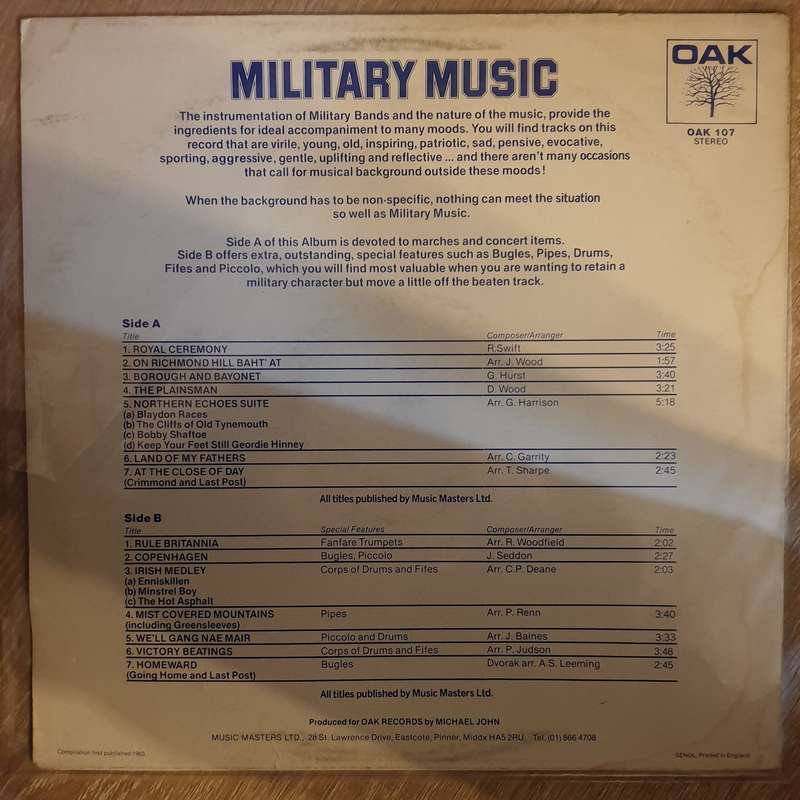 MILITARY MUSIC
OAK
OAK 107
STEREO
The instrumentation of Military Bands and the nature of the music, provide the
ingredients for ideal accompaniment to many moods. You will find tracks on this
record that are virile, young, old, inspiring, patriotic, sad, pensive, evocative,
sporting, aggressive, gentle, uplifting and reflective ... and there aren't many occasions
that call for musical background outside these moods!
When the background has to be non-specific, nothing can meet the situation
so well as Military Music.
Side A of this Album is devoted to marches and concert items.
Side B offers extra, outstanding, special features such as Bugles, Pipes, Drums,
Fifes and Piccolo, which you will find most valuable when you are wanting to retain a
military character but move a little off the beaten track.
Side A
Title Composer/Arranger Time
1. ROYAL CEREMONY R.Swift 3:25
2. ON RICHMOND HILL BAHT' AT Arr. J. Wood 1:57
3. BOROUGH AND BAYONET G. Hurst 3:40
4. THE PLAINSMAN D. Wood 3:21
5. NORTHERN ECHOES SUITE Arr. G. Harrison 5:18
(a) Blaydon Races
(b) The Cliffs of Old Tynemouth
(c) Bobby Shaftoe
(d) Keep Your Feet Still Geordie Hinney
6. LAND OF MY FATHERS Arr. C. Garrity 2:23
7. AT THE CLOSE OF DAY Arr. T. Sharpe 2:45
(Crimmond and Last Post)
All titles published by Music Masters Ltd.
Side B
Title Special Features Composer/Arranger Time
1. RULE BRITANNIA Fanfare Trumpets Arr. R. Woodfield 2:02
2. COPENHAGEN Bugles, Piccolo J. Seddon 2:27
3. IRISH MEDLEY Corps of Drums and Fifes Arr. C.P. Deane 2:03
(a) Enniskillen
(b) Minstrel Boy
(c) The Hot Asphalt
4. MIST COVERED MOUNTAINS Pipes Arr. P. Renn 3:40
(including Greensleeves)
5. WE'LL GANG NAE MAIR Piccolo and Drums Arr. J. Baines 3:33
6. VICTORY BEATINGS Corps of Drums and Fifes Arr. P. Judson 3:48
7. HOMEWARD Bugles Dvorak arr. A.S. Leeming 2:45
(Going Home and Last Post)
All titles published by Music Masters Ltd.
Produced for OAK RECORDS by MICHAEL JOHN
MUSIC MASTERS LTD., 28 St. Lawrence Drive, Eastcote, Pinner, Middx HA5 2RU. Tel. (01) 866 4708
Compilation first published
Printed in England